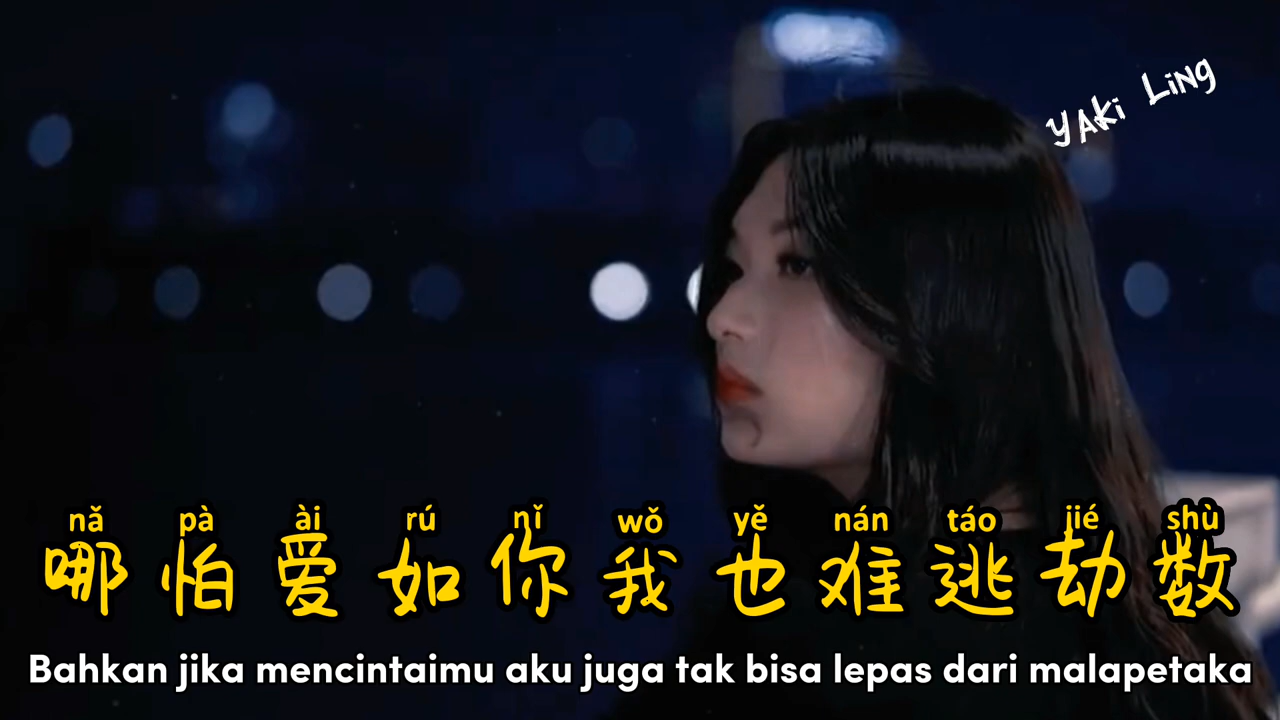 YAKi LiNg
nǎ pà ài rú nǐ wǒ yě nán táo jié shù
哪怕爱如你我也难逃劫数
Bahkan jika mencintaimu aku juga tak bisa lepas dari malapetaka